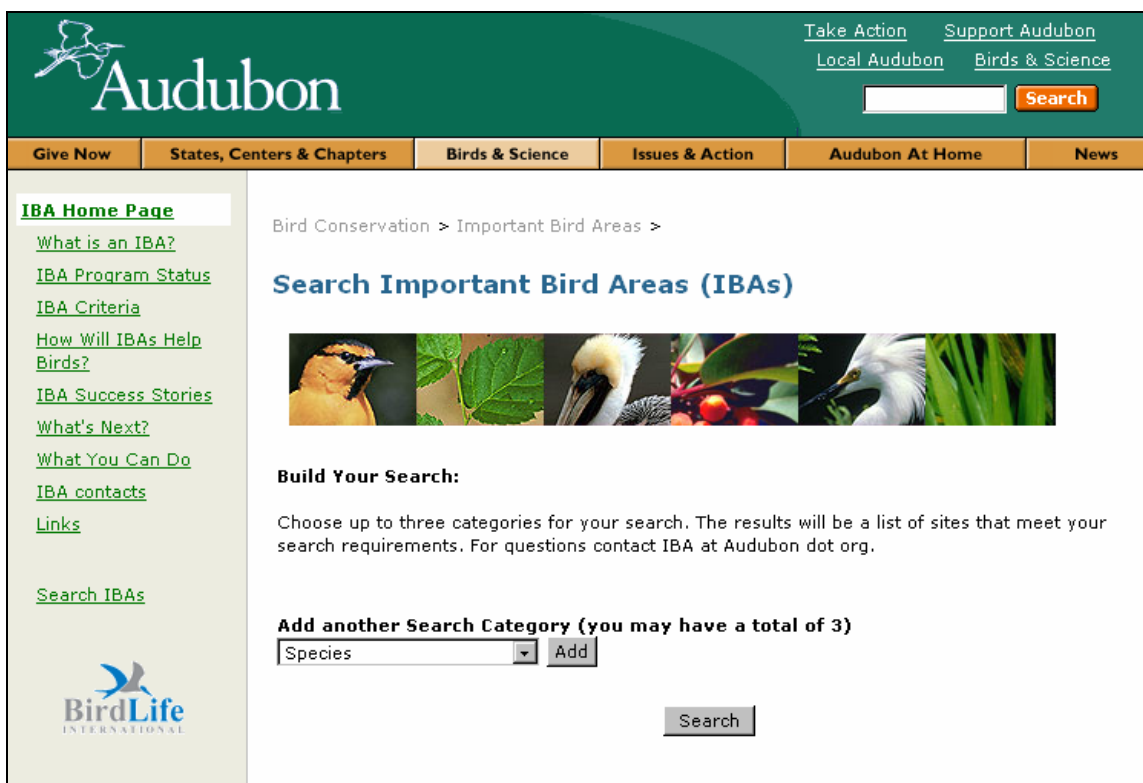 Audubon
Take Action Support Audubon
Local Audubon Birds & Science
Search
Give Now States, Centers & Chapters Birds & Science Issues & Action Audubon At Home News
IBA Home Page
What is an IBA?
IBA Program Status
IBA Criteria
How Will IBAs Help
Birds?
IBA Success Stories
What's Next?
What You Can Do
IBA contacts
Links
Search IBAs
BirdLife
INTERNATIONAL
Bird Conservation > Important Bird Areas >
Search Important Bird Areas (IBAs)
Build Your Search:
Choose up to three categories for your search. The results will be a list of sites that meet your
search requirements. For questions contact IBA at Audubon dot org.
Add another Search Category (you may have a total of 3)
Species Add
Search